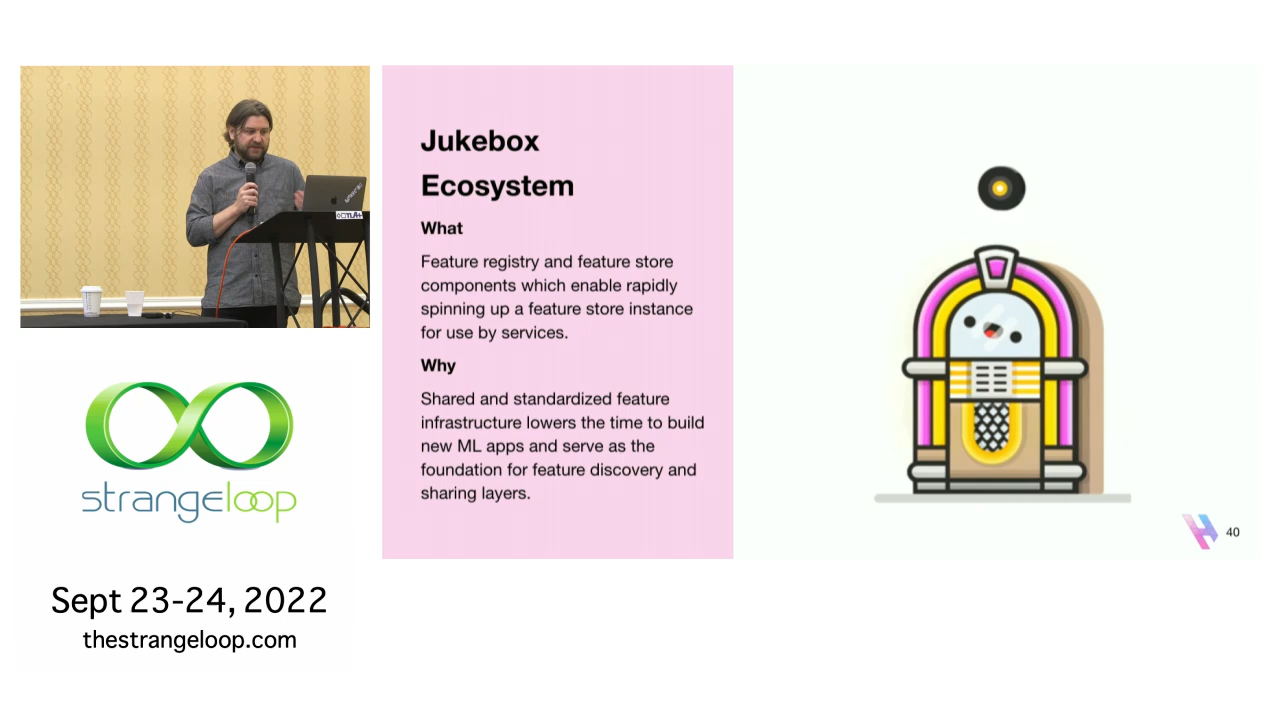 Jukebox
Ecosystem
What
Feature registry and feature store
components which enable rapidly
spinning up a feature store instance
for use by services.
Why
Shared and standardized feature
infrastructure lowers the time to build
new ML apps and serve as the
foundation for feature discovery and
sharing layers.
40
strangeloop
Sept 23-24, 2022
thestrangeloop.com